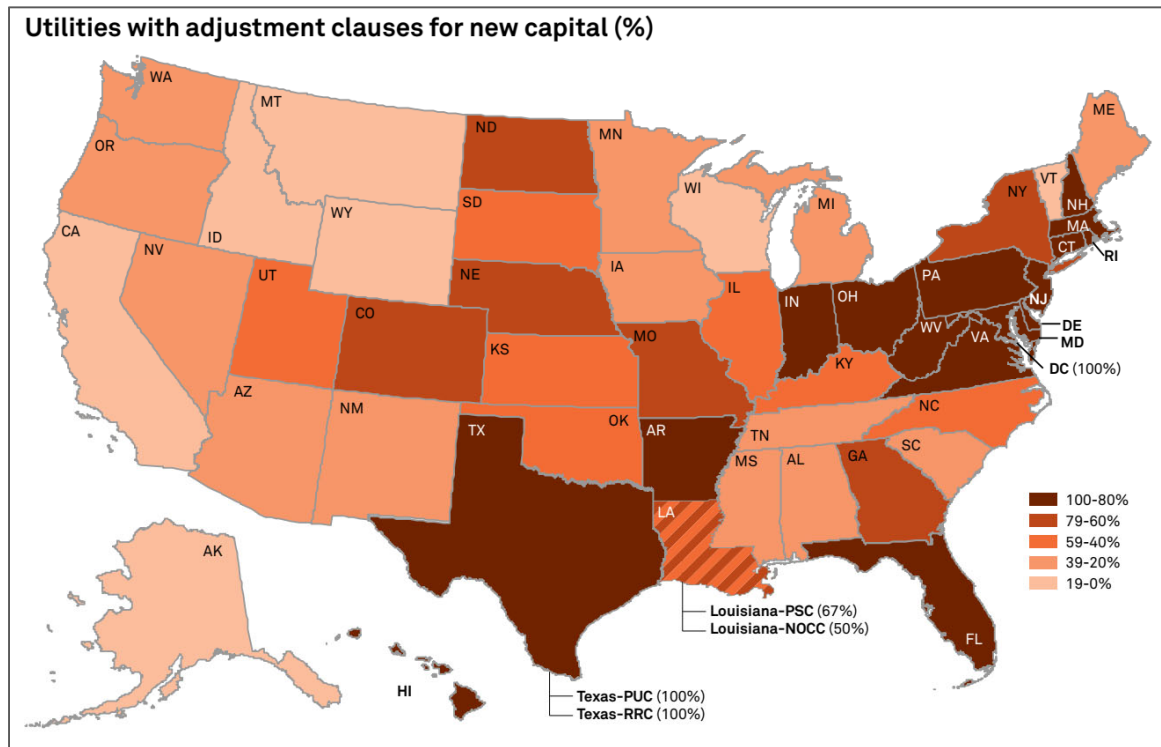 Utilities with adjustment clauses for new capital (%)
WA
MT
ND
MN
ME
OR
VT
WI
NY
NH
SD
MI
MA
WY
CT
RI
CA
ID
NV
IA
PA
NE
UT
IL
IN
OH
NJ
CO
MO
WV
VA
DE
MD
KS
KY
DC (100%)
AZ
NM
OK
NC
TX
AR
TN
SC
MS
AL
GA
LA
100-80%
79-60%
59-40%
39-20%
19-0%
AK
Louisiana-PSC (67%)
Louisiana-NOCC (50%)
FL
HI
Texas-PUC (100%)
Texas-RRC (100%)